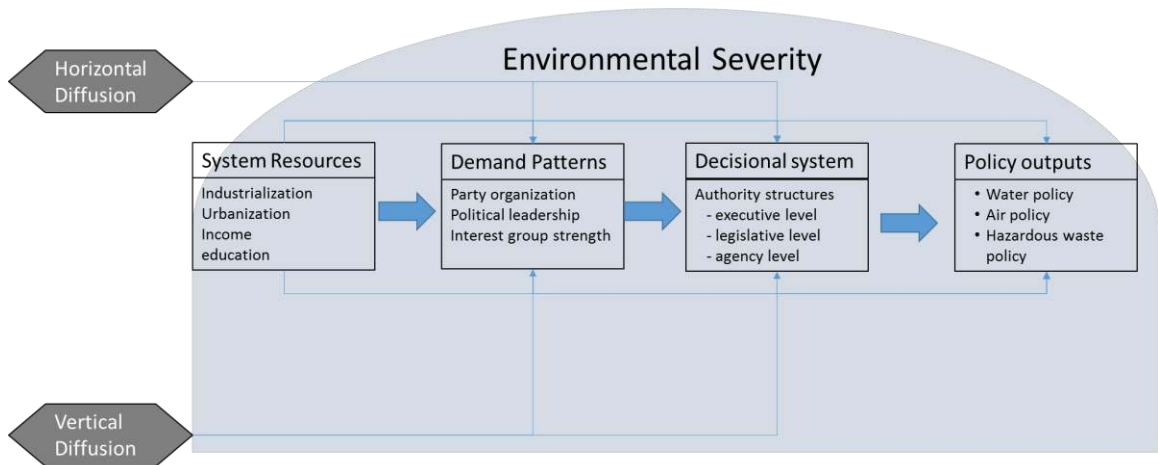 Environmental Severity
Horizontal
Diffusion
System Resources
Industrialization
Urbanization
Income
education
Demand Patterns
Party organization
Political leadership
Interest group strength
Decisional system
Authority structures
- executive level
- legislative level
- agency level
Policy outputs
• Water policy
• Air policy
• Hazardous waste
policy
Vertical
Diffusion